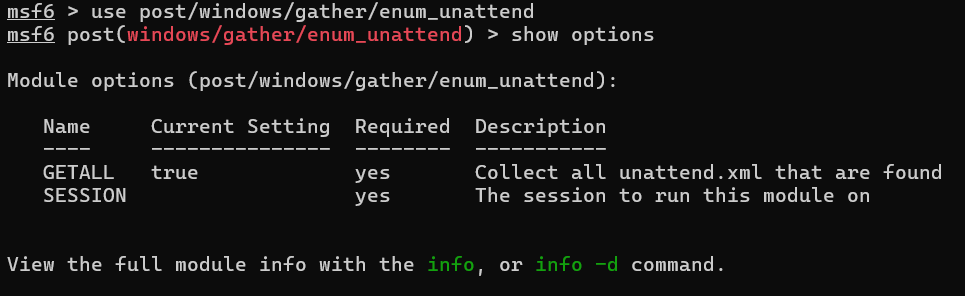 msf6 > use post/windows/gather/enum_unattend
msf6 post(windows/gather/enum_unattend) > show options
Module options (post/windows/gather/enum_unattend):
Name Current Setting Required Description
---- --------------- -------- -----------
GETALL true yes Collect all unattend.xml that are found
SESSION yes The session to run this module on
View the full module info with the info, or info -d command.